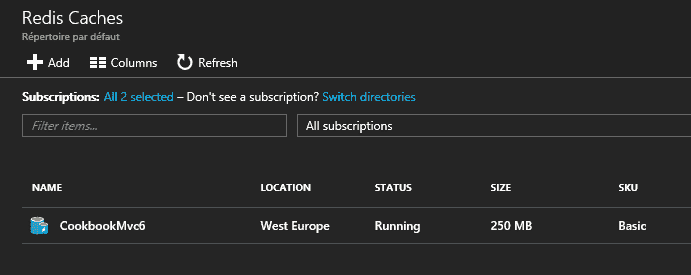 Redis Caches
Répertoire par défaut
Add Columns Refresh
Subscriptions: All 2 selected – Don't see a subscription? Switch directories
Filter items... All subscriptions
NAME LOCATION STATUS SIZE SKU
CookbookMvc6 West Europe Running 250 MB Basic